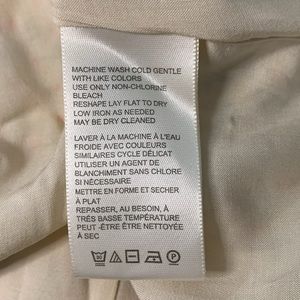 MACHINE WASH COLD GENTLE
WITH LIKE COLORS
USE ONLY NON-CHLORINE
BLEACH
RESHAPE LAY FLAT TO DRY
LOW IRON AS NEEDED
MAY BE DRY CLEANED
LAVER À LA MACHINE À L'EAU
FROIDE AVEC COULEURS
SIMILAIRES CYCLE DÉLICAT
UTILISER UN AGENT DE
BLANCHIMENT SANS CHLORE
SI NÉCESSAIRE
METTRE EN FORME ET SECHER
À PLAT
REPASSER, AU BESOIN, À
TRÈS BASSE TEMPÉRATURE
PEUT -ÊTRE ÊTRE NETTOYÉE
À SEC
P